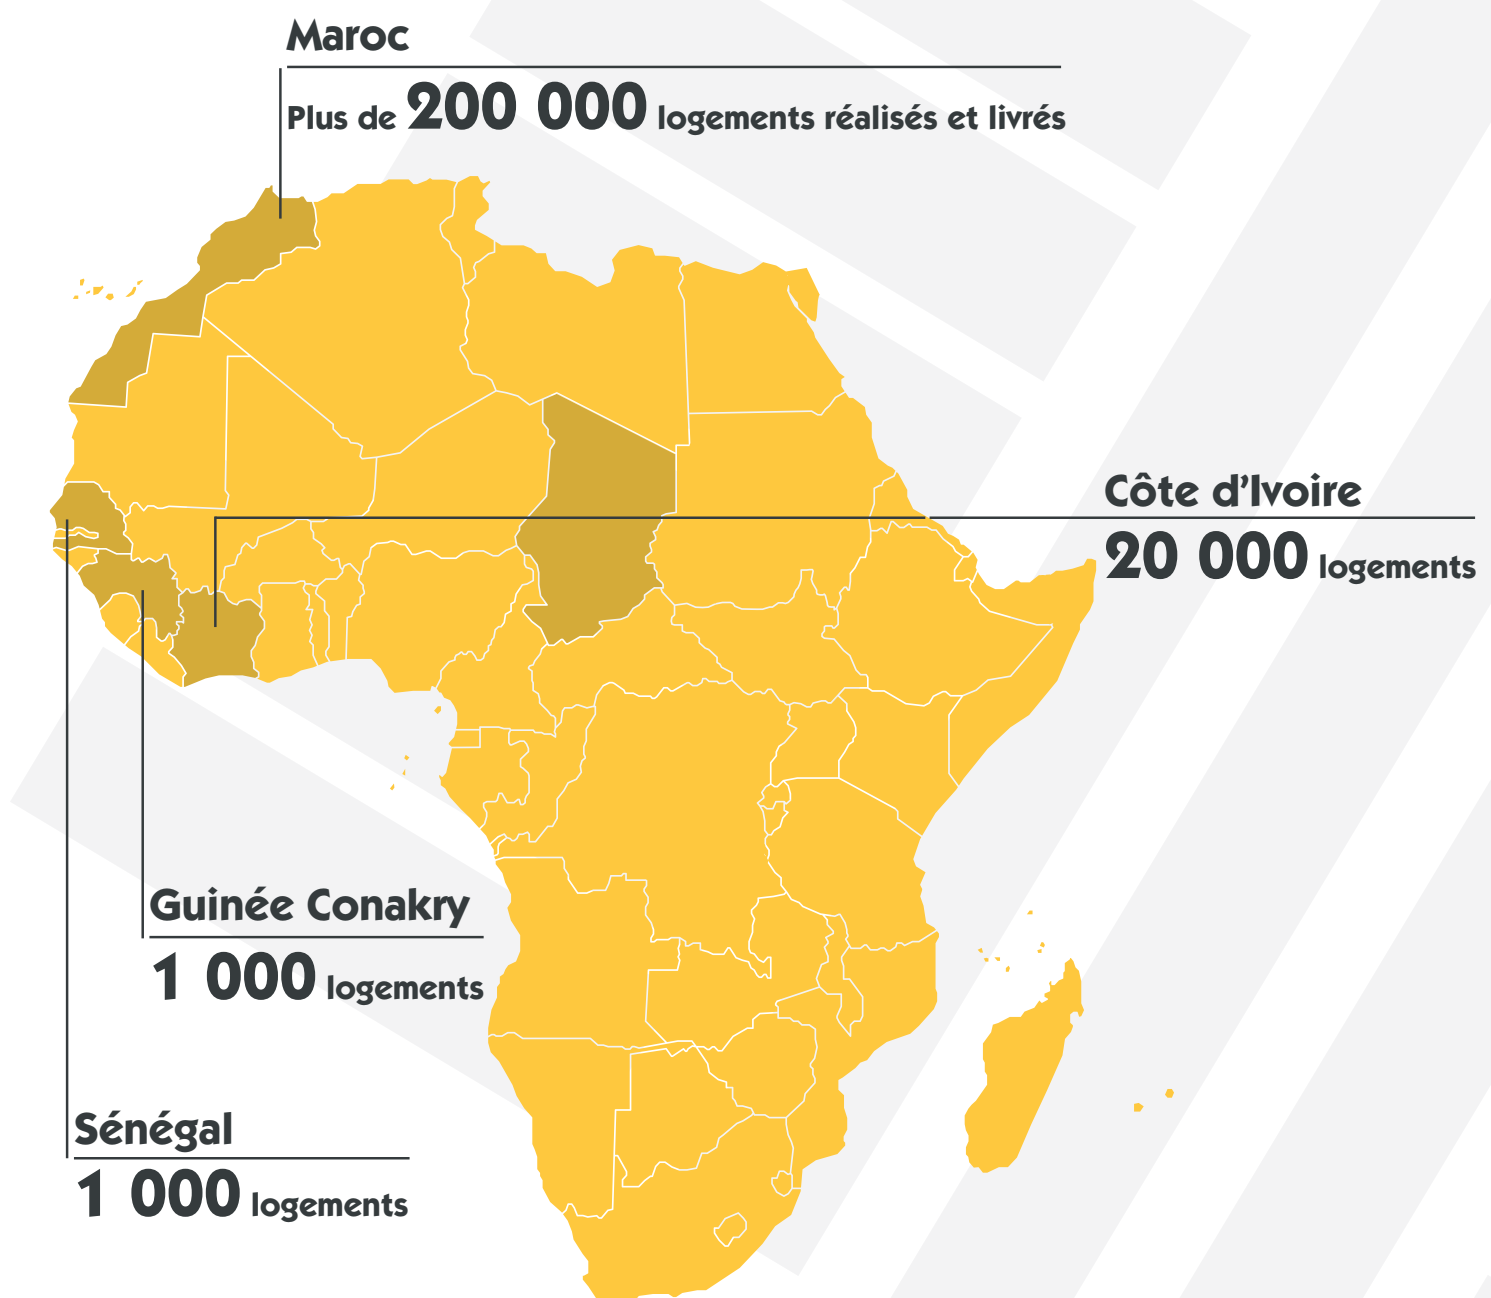 Maroc
Plus de 200 000 logements réalisés et livrés
Côte d'Ivoire
20 000 logements
Guinée Conakry
1 000 logements
Sénégal
1 000 logements